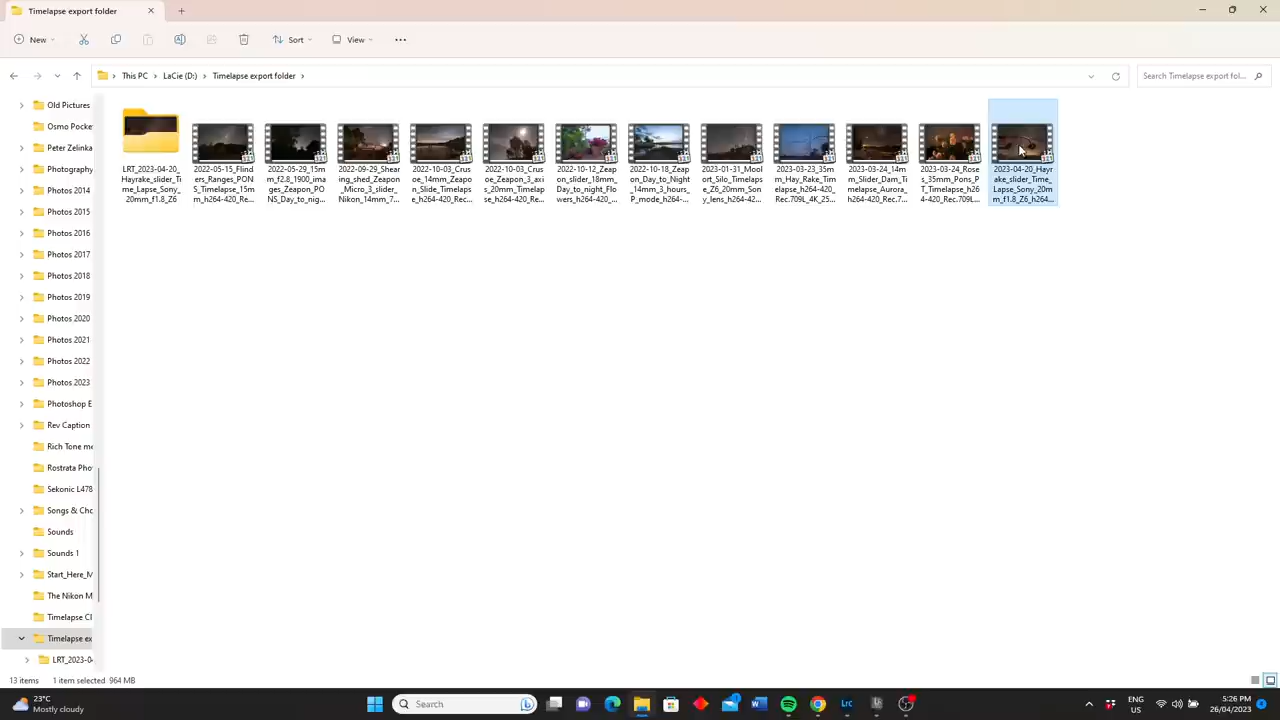 Timelapse export folder
New
Sort
View
This PC
LaCie (D:)
Timelapse export folder
Search Timelapse export fol...
Old Pictures
Osmo Pocke
Peter Zelinka
Photography
Photos 2014
Photos 2015
Photos 2016
Photos 2017
Photos 2018
Photos 2019
Photos 2020
Photos 2021
Photos 2022
Photos 2023
Photoshop E
Rev Caption
Rich Tone me
Rostrata Pho
Sekonic L478
Songs & Cho
Sounds
Sounds 1
Start_Here_M
The Nikon M
Timelapse Cl
Timelapse ex
LRT_2023-04
LRT_2023-04-20_
Hayrake_slider_Ti
me_Lapse_Sony_
20mm_f1.8_Z6
2022-05-15_Flind
ers_Ranges_PON
S_Timelapse_15m
m_h264-420_Re...
2022-05-29_15m
m_f2.8_1900_ima
ges_Zeapon_PO
NS_Day_to_nig...
2022-09-29_Shear
ing_shed_Zeapon
_Micro_3_slider_
Nikon_14mm_7...
2022-10-03_Crus
oe_14mm_Zeapo
n_Slide_Timelaps
e_h264-420_Rec...
2022-10-03_Cruc
oe_Zeapon_3_axi
s_20mm_Timelap
se_h264-420_Re...
2022-10-12_Zeap
on_slider_18mm_
Day_to_night_Flo
wers_h264-420_...
2022-10-18_Zeap
on_Day_to_Night
_14mm_3_hours_
P_mode_h264-...
2023-01-31_Mool
ort_Silo_Timelaps
e_Z6_20mm_Son
y_lens_h264-42...
2023-03-23_35m
m_Hay_Rake_Tim
elapse_h264-420_
Rec.709L_4K_25...
2023-03-24_14m
m_Slider_Dam_Ti
melapse_Aurora_
h264-420_Rec.7...
2023-03-24_Rose
s_35mm_Pons_P
T_Timelapse_h26
4-420_Rec.709L...
2023-04-20_Hayr
ake_slider_Time_
Lapse_Sony_20m
m_f1.8_Z6_h264...
13 items
1 item selected
964 MB
23°C
Mostly cloudy
Search
Lrc
ENG
US
5:26 PM
26/04/2023